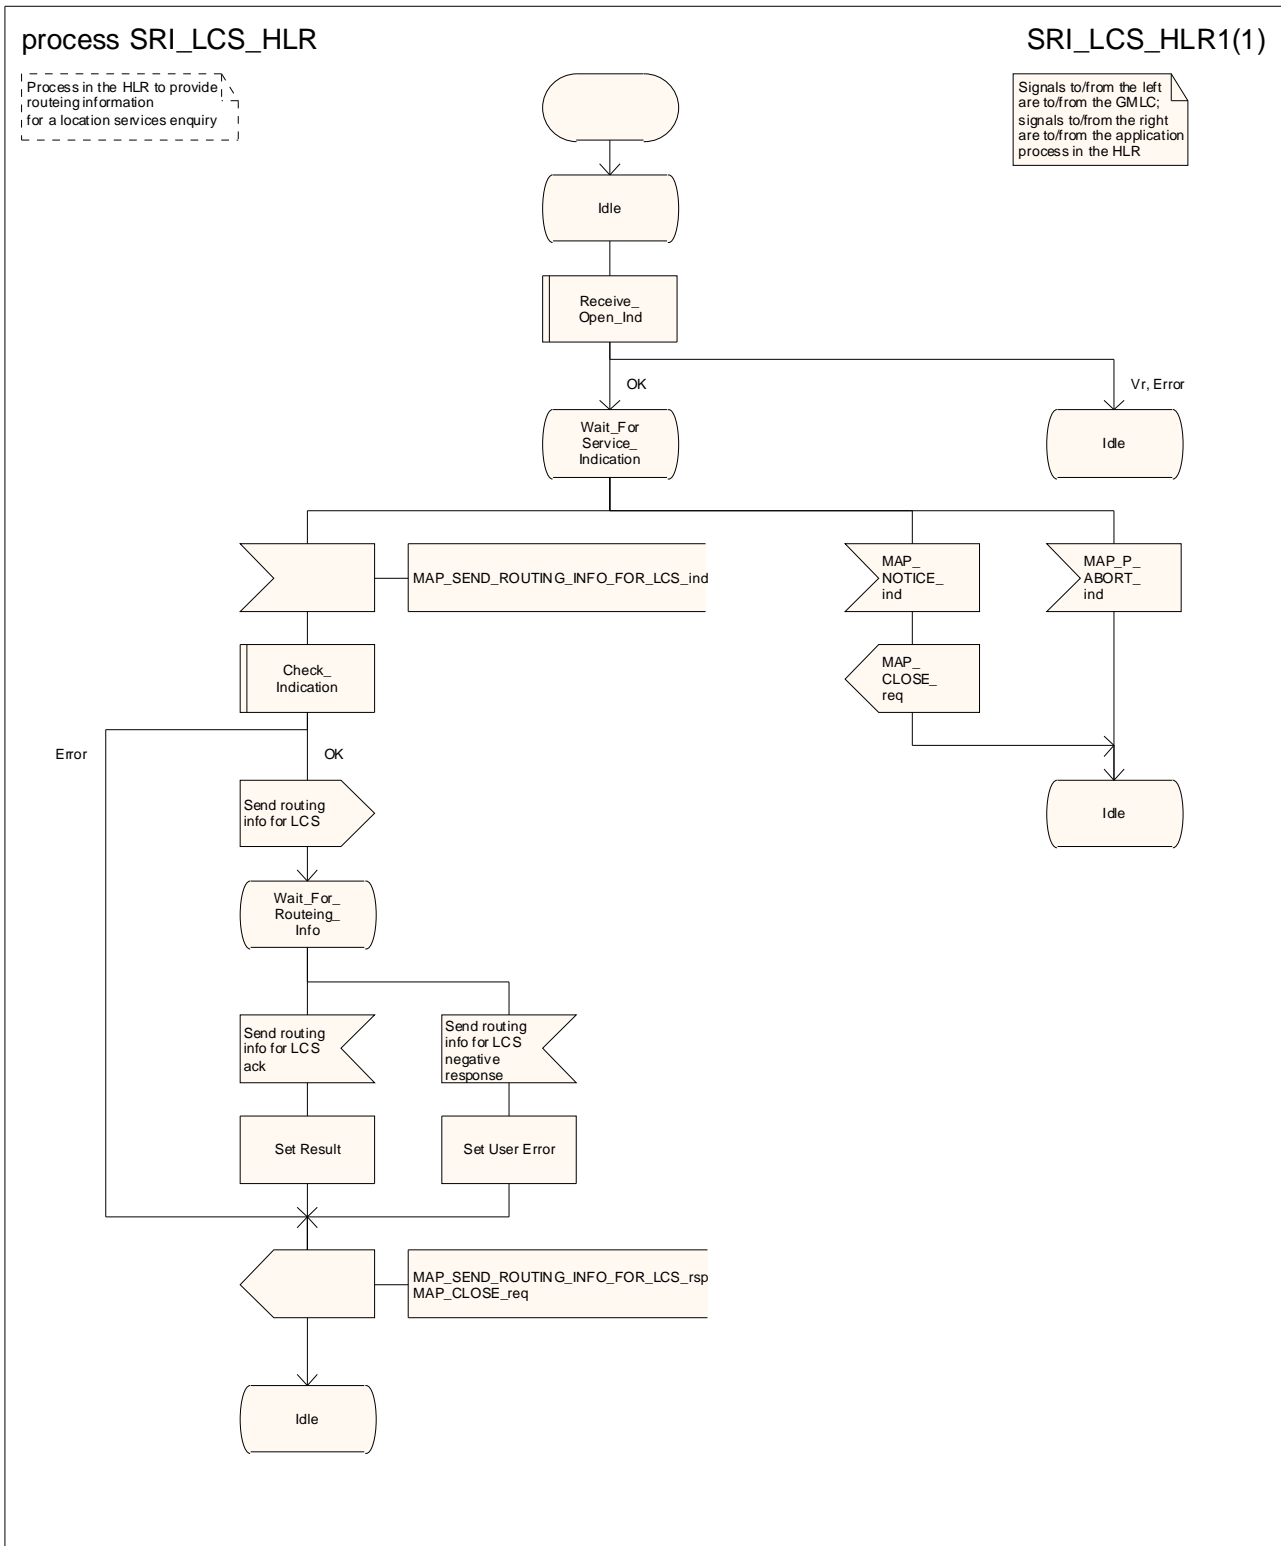 process SRI_LCS_HLR
SRI_LCS_HLR1(1)
Process in the HLR to provide
routeing information
for a location services enquiry
Signals to/from the left
are to/from the GMLC;
signals to/from the right
are to/from the application
process in the HLR
Idle
Receive_
Open_Ind
OK
Vr, Error
Wait_For
Service_
Indication
Idle
MAP_SEND_ROUTING_INFO_FOR_LCS_ind
MAP_
NOTICE_
ind
MAP_P_
ABORT_
ind
Check_
Indication
MAP_
CLOSE_
req
Error
OK
Send routing
info for LCS
Idle
Wait_For_
Routeing_
Info
Send routing
info for LCS
ack
Send routing
info for LCS
negative
response
Set Result
Set User Error
MAP_SEND_ROUTING_INFO_FOR_LCS_rsp
MAP_CLOSE_req
Idle